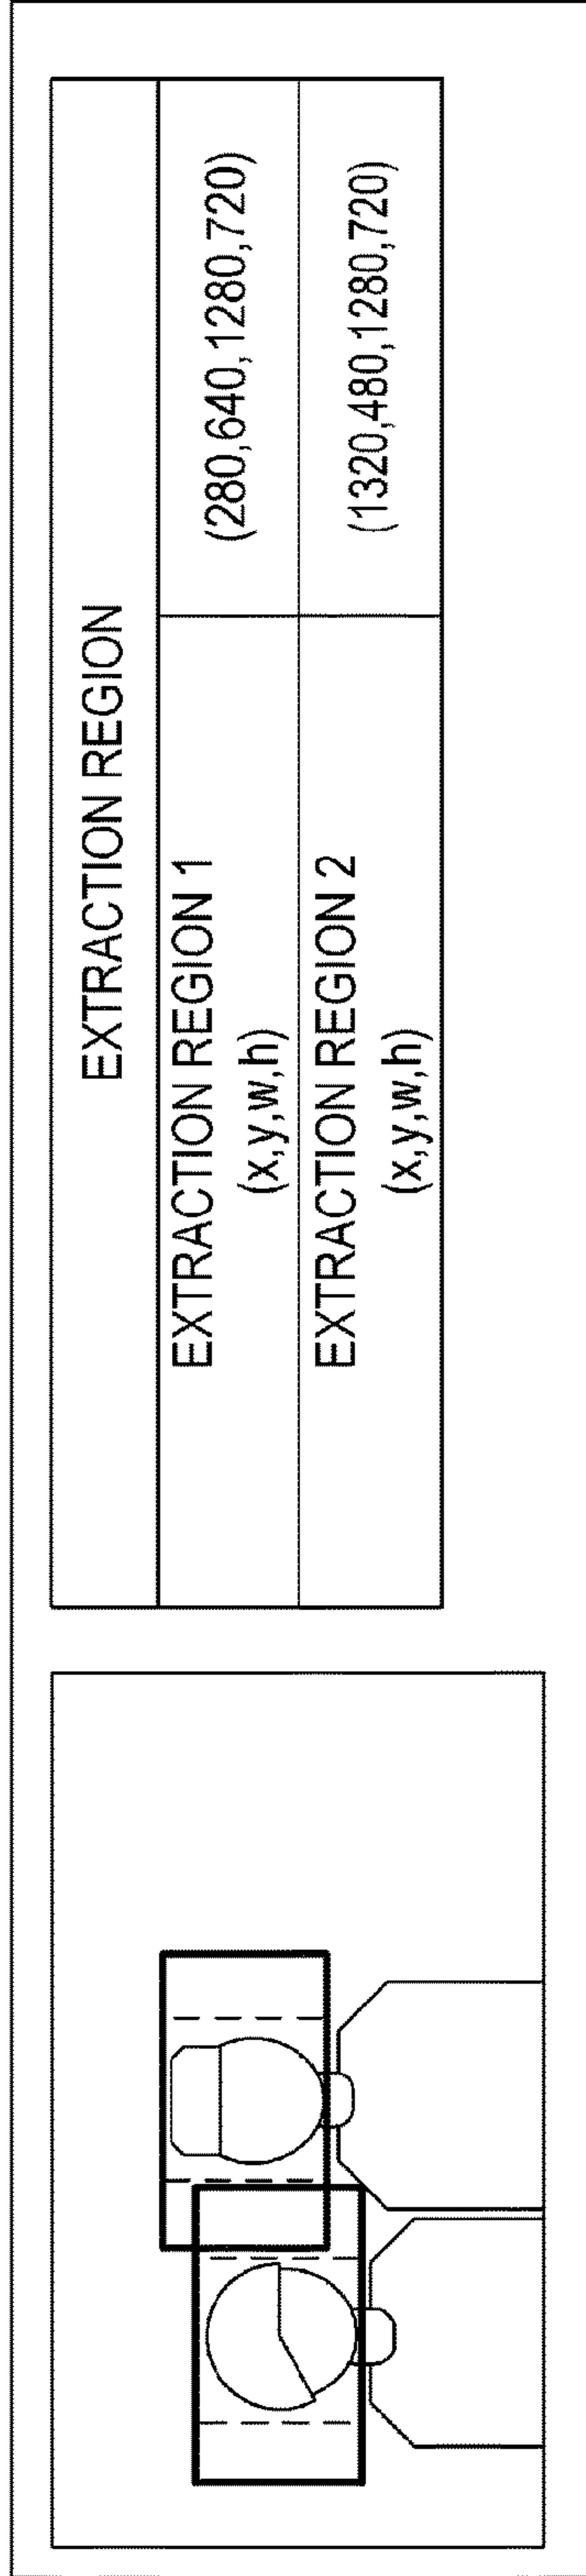 EXTRACTION REGION
EXTRACTION REGION 1
(x,y,w,h)
(280,640,1280,720)
EXTRACTION REGION 2
(x,y,w,h)
(1320,480,1280,720)